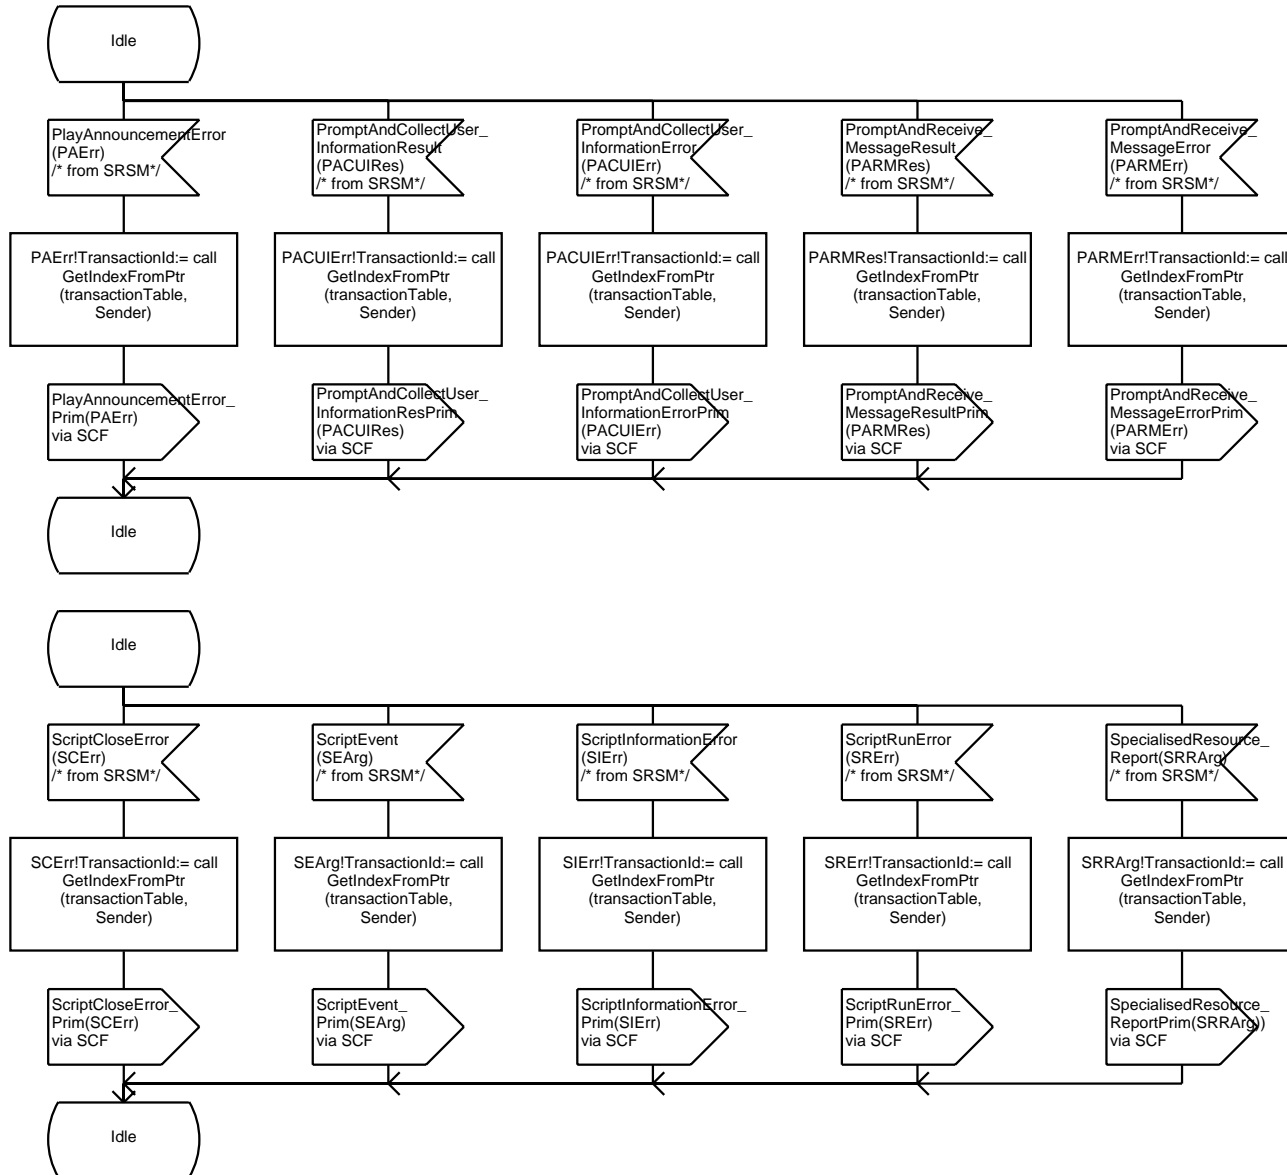 Idle
PlayAnnouncementError
(PAErr)
/* from SRSM*/
PromptAndCollectUser_
InformationResult
(PACUIRes)
/* from SRSM*/
PromptAndCollectUser_
InformationError
(PACUIErr)
/* from SRSM*/
PromptAndReceive_
MessageResult
(PARMRes)
/* from SRSM*/
PromptAndReceive_
MessageError
(PARMErr)
/* from SRSM*/
PAErr!TransactionId:= call
GetIndexFromPtr
(transactionTable,
Sender)
PACUIErr!TransactionId:= call
GetIndexFromPtr
(transactionTable,
Sender)
PACUIErr!TransactionId:= call
GetIndexFromPtr
(transactionTable,
Sender)
PARMRes!TransactionId:= call
GetIndexFromPtr
(transactionTable,
Sender)
PARMErr!TransactionId:= call
GetIndexFromPtr
(transactionTable,
Sender)
PlayAnnouncementError_
Prim(PAErr)
via SCF
PromptAndCollectUser_
InformationResPrim
(PACUIRes)
via SCF
PromptAndCollectUser_
InformationErrorPrim
(PACUIErr)
via SCF
PromptAndReceive_
MessageResultPrim
(PARMRes)
via SCF
PromptAndReceive_
MessageErrorPrim
(PARMErr)
via SCF
Idle
Idle
ScriptCloseError
(SCErr)
/* from SRSM*/
ScriptEvent
(SEArg)
/* from SRSM*/
ScriptInformationError
(SIErr)
/* from SRSM*/
ScriptRunError
(SRErr)
/* from SRSM*/
SpecialisedResource_
Report(SRRArg)
/* from SRSM*/
SCErr!TransactionId:= call
GetIndexFromPtr
(transactionTable,
Sender)
SEArg!TransactionId:= call
GetIndexFromPtr
(transactionTable,
Sender)
SIErr!TransactionId:= call
GetIndexFromPtr
(transactionTable,
Sender)
SRErr!TransactionId:= call
GetIndexFromPtr
(transactionTable,
Sender)
SRRArg!TransactionId:= call
GetIndexFromPtr
(transactionTable,
Sender)
ScriptCloseError_
Prim(SCErr)
via SCF
ScriptEvent_
Prim(SEArg)
via SCF
ScriptInformationError_
Prim(SIErr)
via SCF
ScriptRunError_
Prim(SRErr)
via SCF
SpecialisedResource_
ReportPrim(SRRArg))
via SCF
Idle